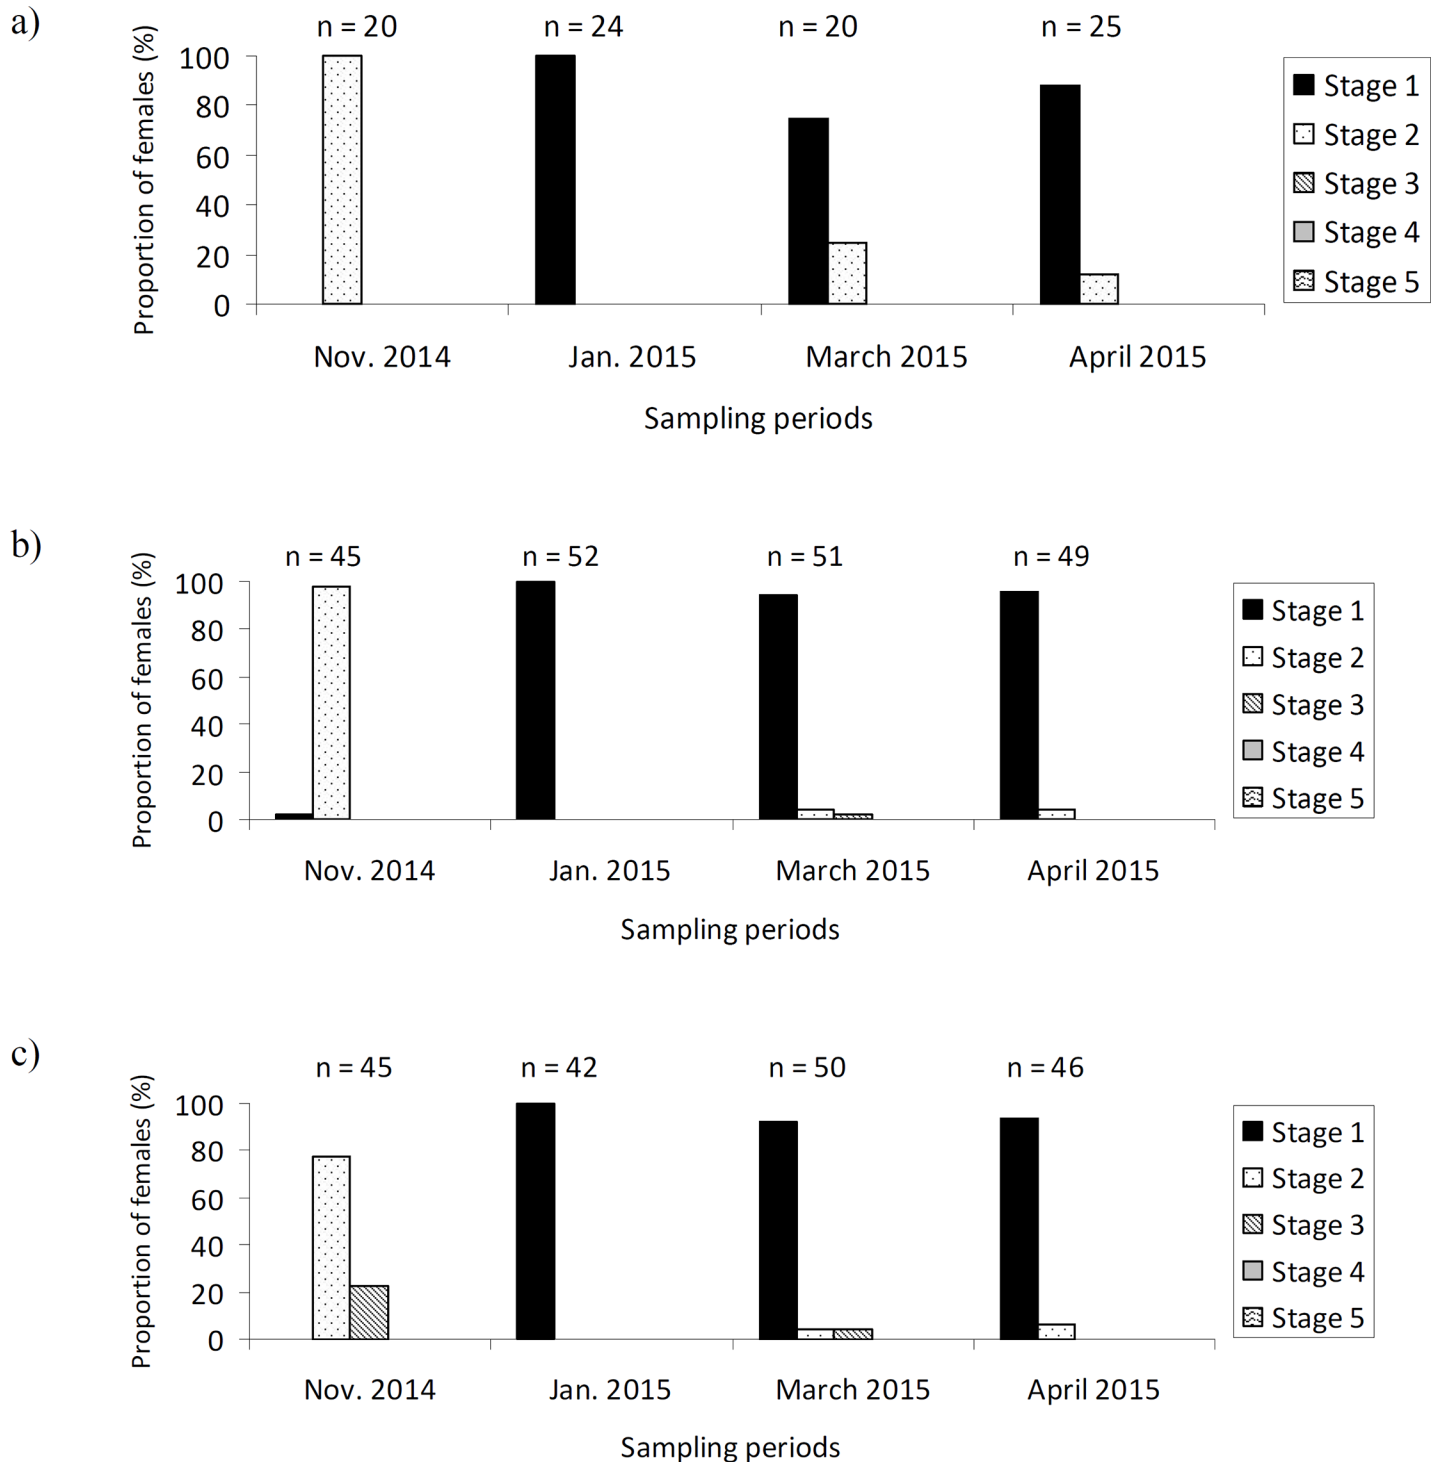 a)
n = 20 n = 24 n = 20 n = 25
Proportion of females (%)
100
80
60
40
20
0
Stage 1
Stage 2
Stage 3
Stage 4
Stage 5
Nov. 2014 Jan. 2015 March 2015 April 2015
Sampling periods
b)
n = 45 n = 52 n = 51 n = 49
Proportion of females (%)
100
80
60
40
20
0
Stage 1
Stage 2
Stage 3
Stage 4
Stage 5
Nov. 2014 Jan. 2015 March 2015 April 2015
Sampling periods
c)
n = 45 n = 42 n = 50 n = 46
Proportion of females (%)
100
80
60
40
20
0
Stage 1
Stage 2
Stage 3
Stage 4
Stage 5
Nov. 2014 Jan. 2015 March 2015 April 2015
Sampling periods